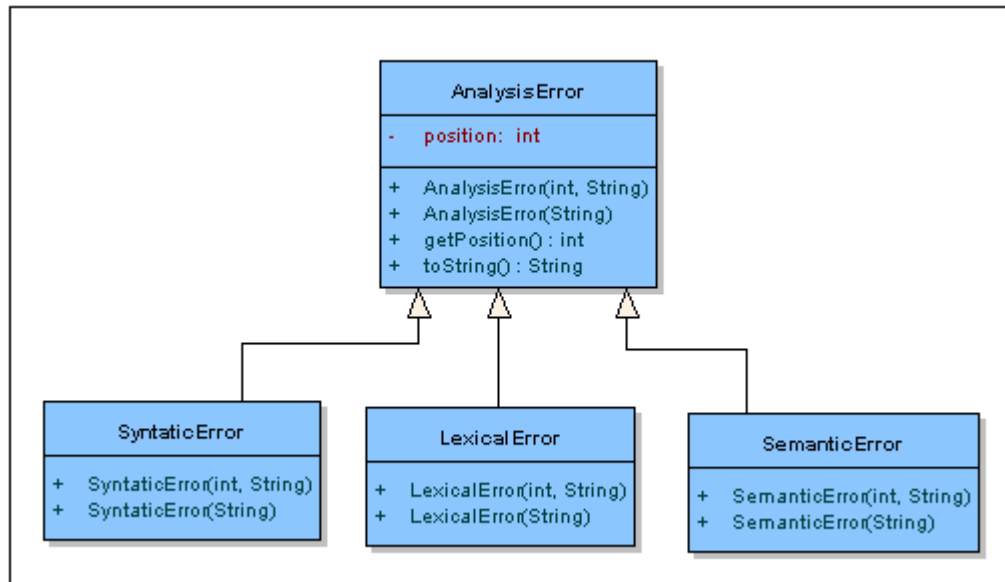 AnalysisError
- position: int
+ AnalysisError(int, String)
+ AnalysisError(String)
+ getPosition() : int
+ toString() : String
SyntaticError
+ SyntaticError(int, String)
+ SyntaticError(String)
LexicalError
+ LexicalError(int, String)
+ LexicalError(String)
SemanticError
+ SemanticError(int, String)
+ SemanticError(String)